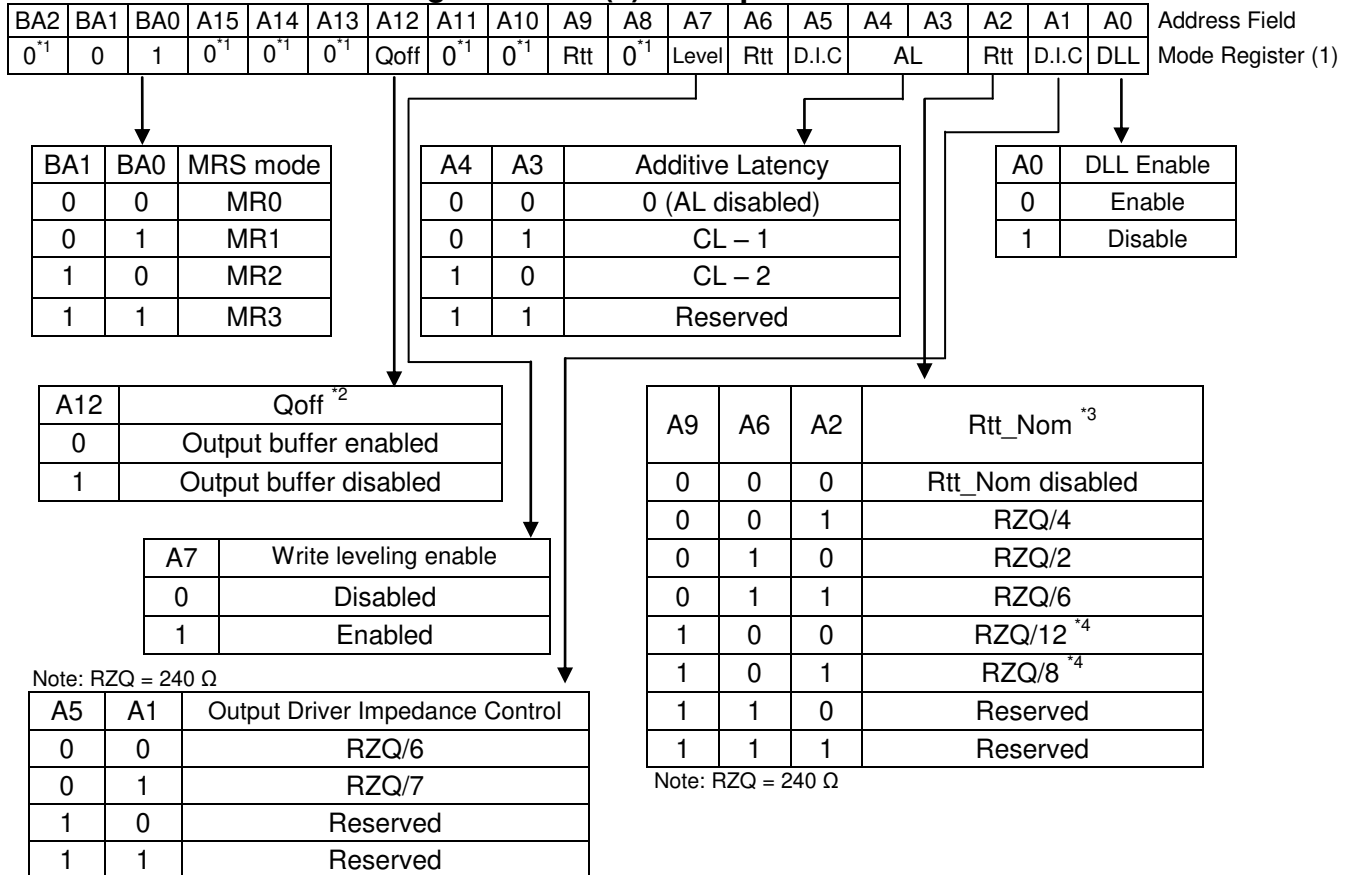 BA2 BA1 BA0 A15 A14 A13 A12 A11 A10 A9 A8 A7 A6 A5 A4 A3 A2 A1 A0 Address Field
0*1 0 1 0*1 0*1 0*1 Qoff 0*1 0*1 Rtt 0*1 Level Rtt D.I.C AL Rtt D.I.C DLL Mode Register (1)
BA1 BA0 MRS mode
0 0 MR0
0 1 MR1
1 0 MR2
1 1 MR3
A4 A3 Additive Latency
0 0 0 (AL disabled)
0 1 CL – 1
1 0 CL – 2
1 1 Reserved
A0 DLL Enable
0 Enable
1 Disable
A12 Qoff *2
0 Output buffer enabled
1 Output buffer disabled
A7 Write leveling enable
0 Disabled
1 Enabled
Note: RZQ = 240 Ω
A5 A1 Output Driver Impedance Control
0 0 RZQ/6
0 1 RZQ/7
1 0 Reserved
1 1 Reserved
A9 A6 A2 Rtt_Nom *3
0 0 0 Rtt_Nom disabled
0 0 1 RZQ/4
0 1 0 RZQ/2
0 1 1 RZQ/6
1 0 0 RZQ/12 *4
1 0 1 RZQ/8 *4
1 1 0 Reserved
1 1 1 Reserved
Note: RZQ = 240 Ω